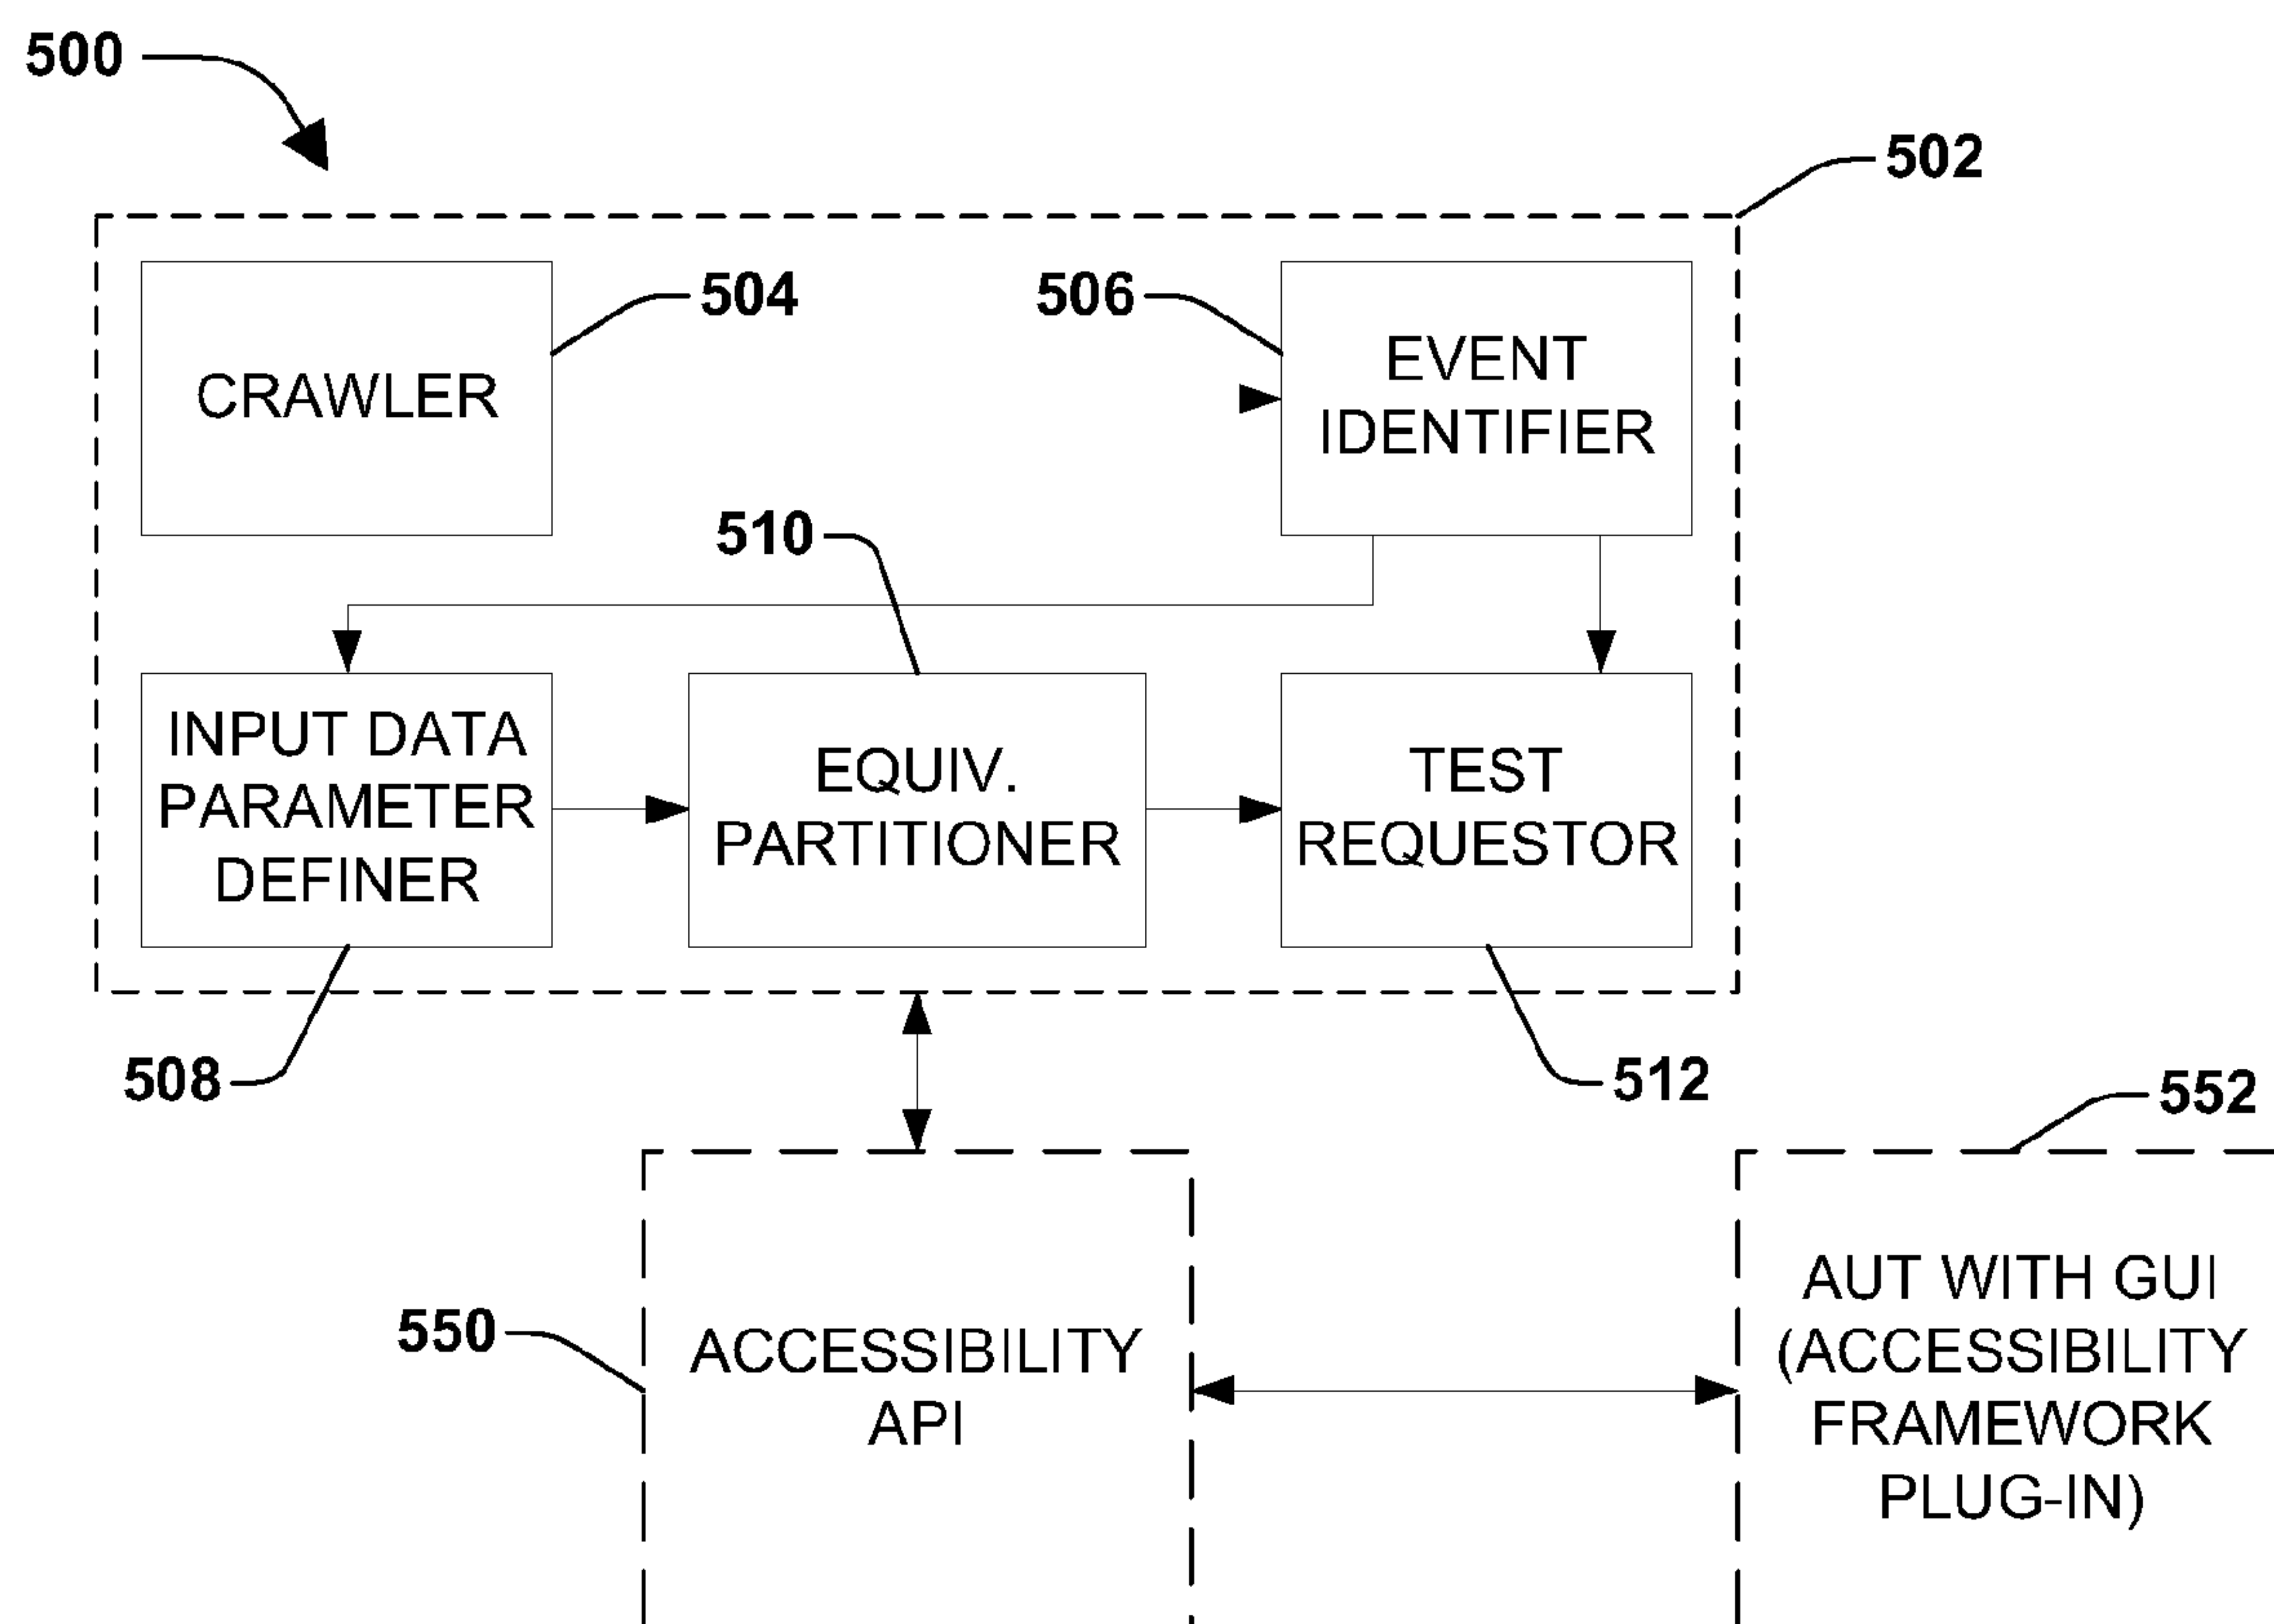 500
502
504
506
CRAWLER
EVENT
IDENTIFIER
510
INPUT DATA
PARAMETER
DEFINER
EQUIV.
PARTITIONER
TEST
REQUESTOR
508
512
552
550
ACCESSIBILITY
API
AUT WITH GUI
(ACCESSIBILITY
FRAMEWORK
PLUG-IN)